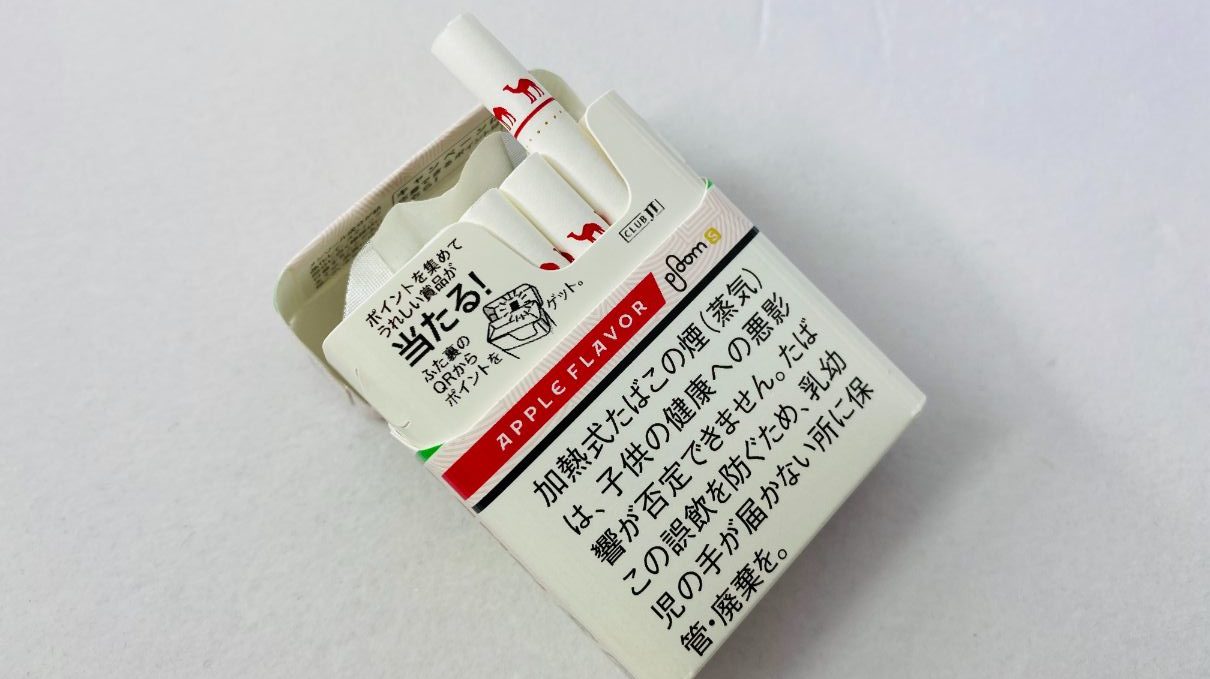 ポイントを集めて
うれしい賞品が
当たる!
ふた裏の
QRから
ポイントを
ゲット。
CLUB JT
APPLE FLAVOR
ploom S
加熱式たばこの煙(蒸気)
は、子供の健康への悪影
響が否定できません。たば
この誤飲を防ぐため、乳幼
児の手が届かない所に保
管・廃棄を。